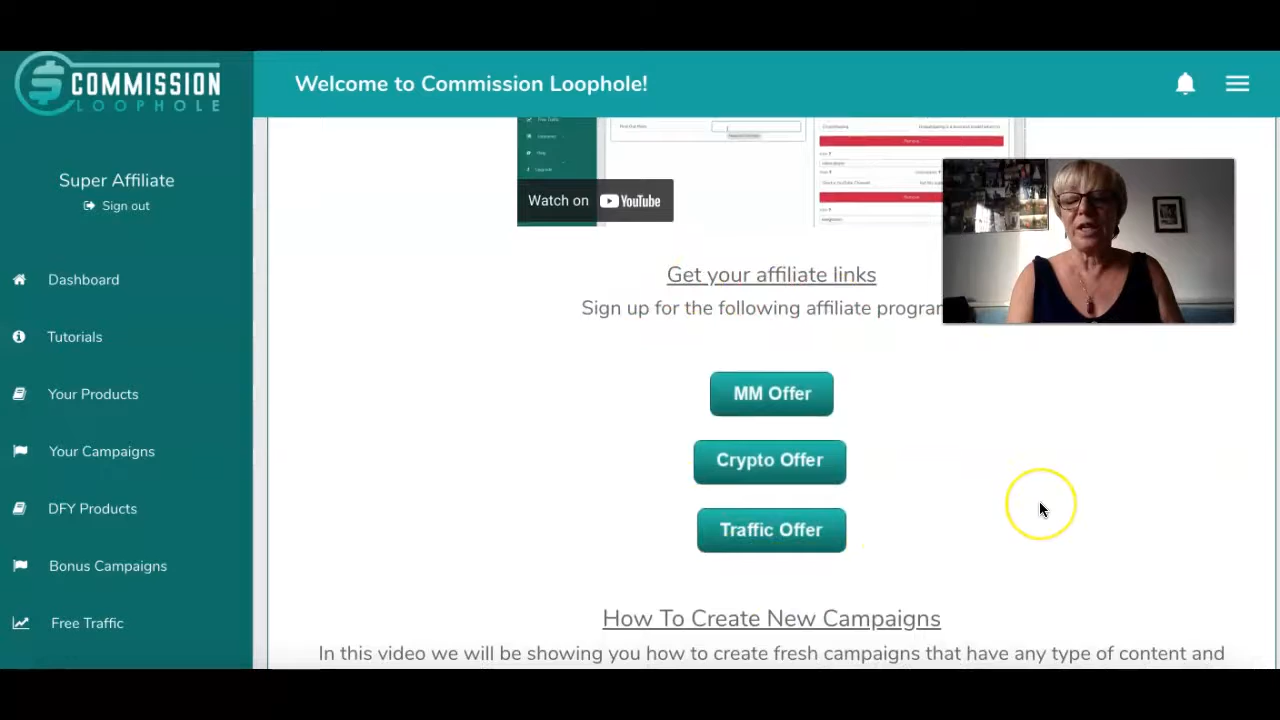 COMMISSION
LOOPHOLE
Welcome to Commission Loophole!
Super Affiliate
Sign out
Dashboard
Tutorials
Your Products
Your Campaigns
DFY Products
Bonus Campaigns
Free Traffic
Watch on YouTube
Get your affiliate links
Sign up for the following affiliate program
MM Offer
Crypto Offer
Traffic Offer
How To Create New Campaigns
In this video we will be showing you how to create fresh campaigns that have any type of content and